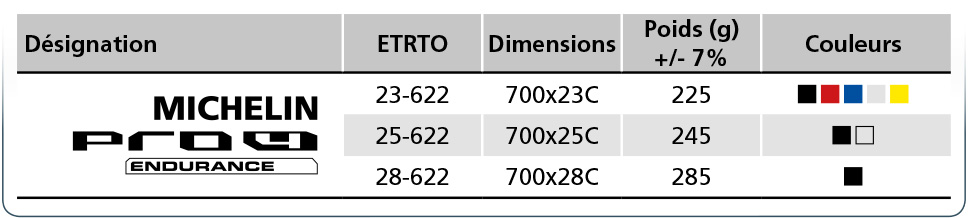 Désignation ETRTO Dimensions Poids (g) +/- 7% Couleurs
MICHELIN
PRO4
ENDURANCE
23-622 700x23C 225
25-622 700x25C 245
28-622 700x28C 285